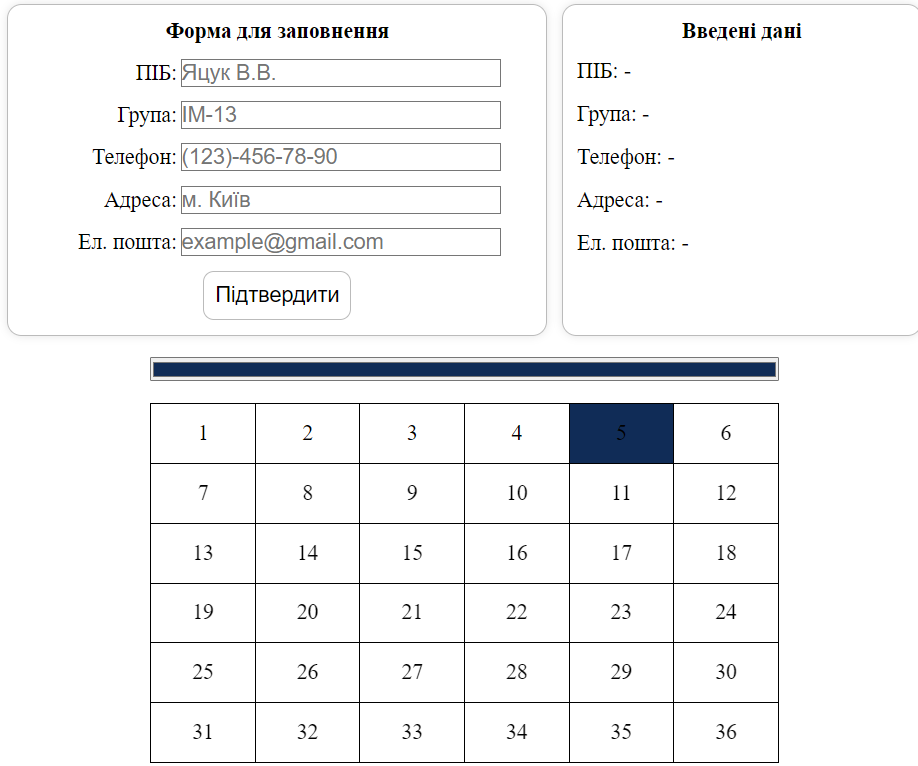 Форма для заповнення
ПІБ: Яцук В.В.
Група: ІМ-13
Телефон: (123)-456-78-90
Адреса: м. Київ
Ел. пошта: example@gmail.com
Підтвердити
Введені дані
ПІБ: -
Група: -
Телефон: -
Адреса: -
Ел. пошта: -
1 2 3 4 5 6
7 8 9 10 11 12
13 14 15 16 17 18
19 20 21 22 23 24
25 26 27 28 29 30
31 32 33 34 35 36